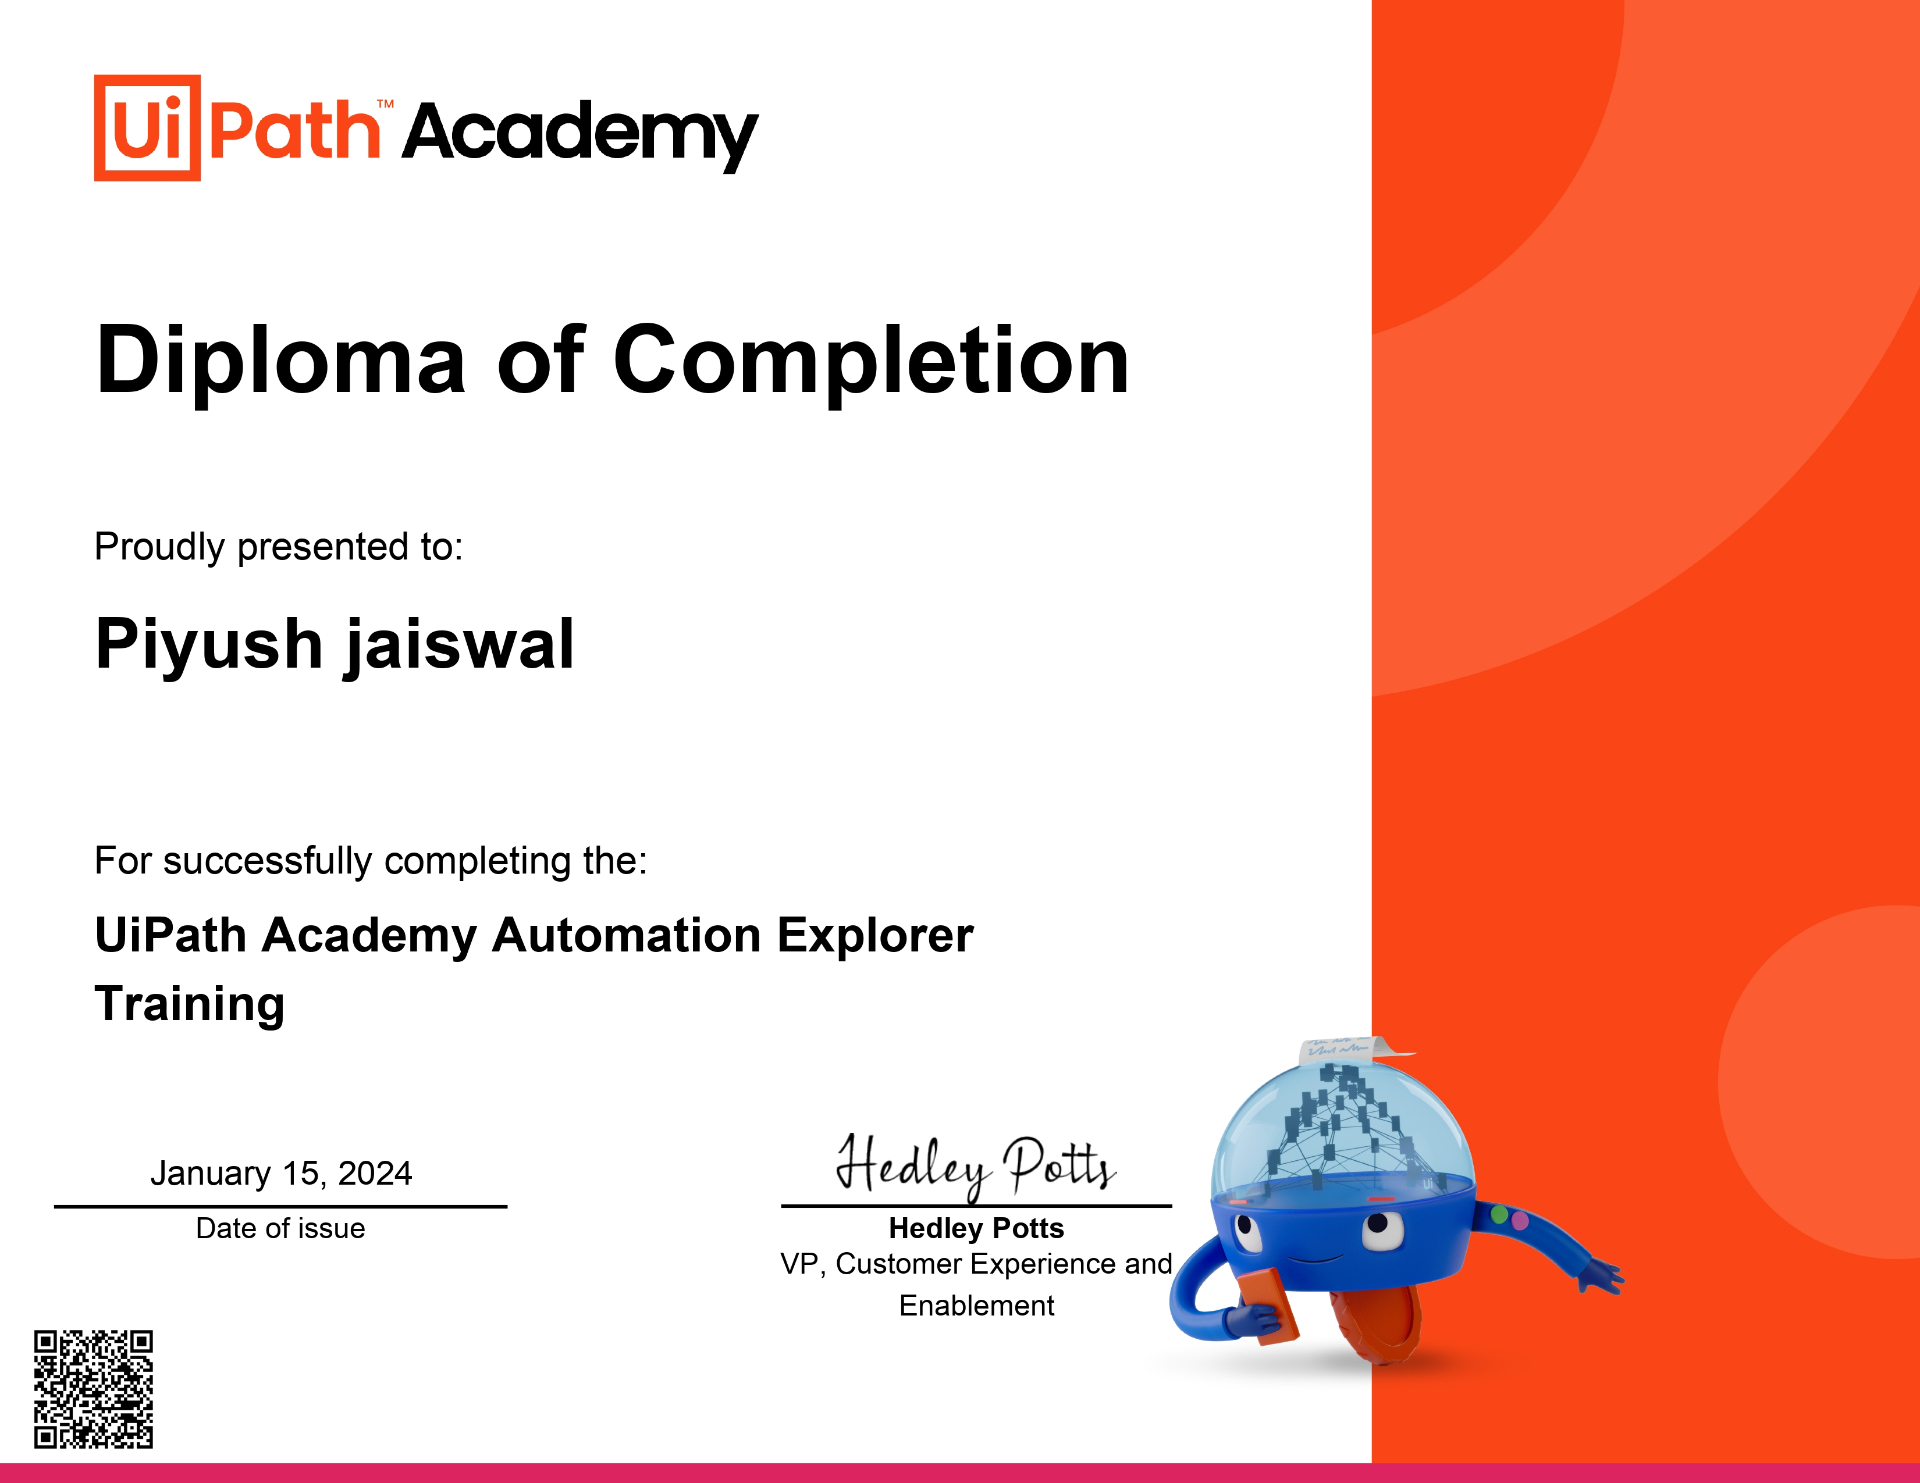 UiPath™ Academy
Diploma of Completion
Proudly presented to:
Piyush jaiswal
For successfully completing the:
UiPath Academy Automation Explorer
Training
January 15, 2024
Date of issue
Hedley Potts
Hedley Potts
VP, Customer Experience and
Enablement
Ui